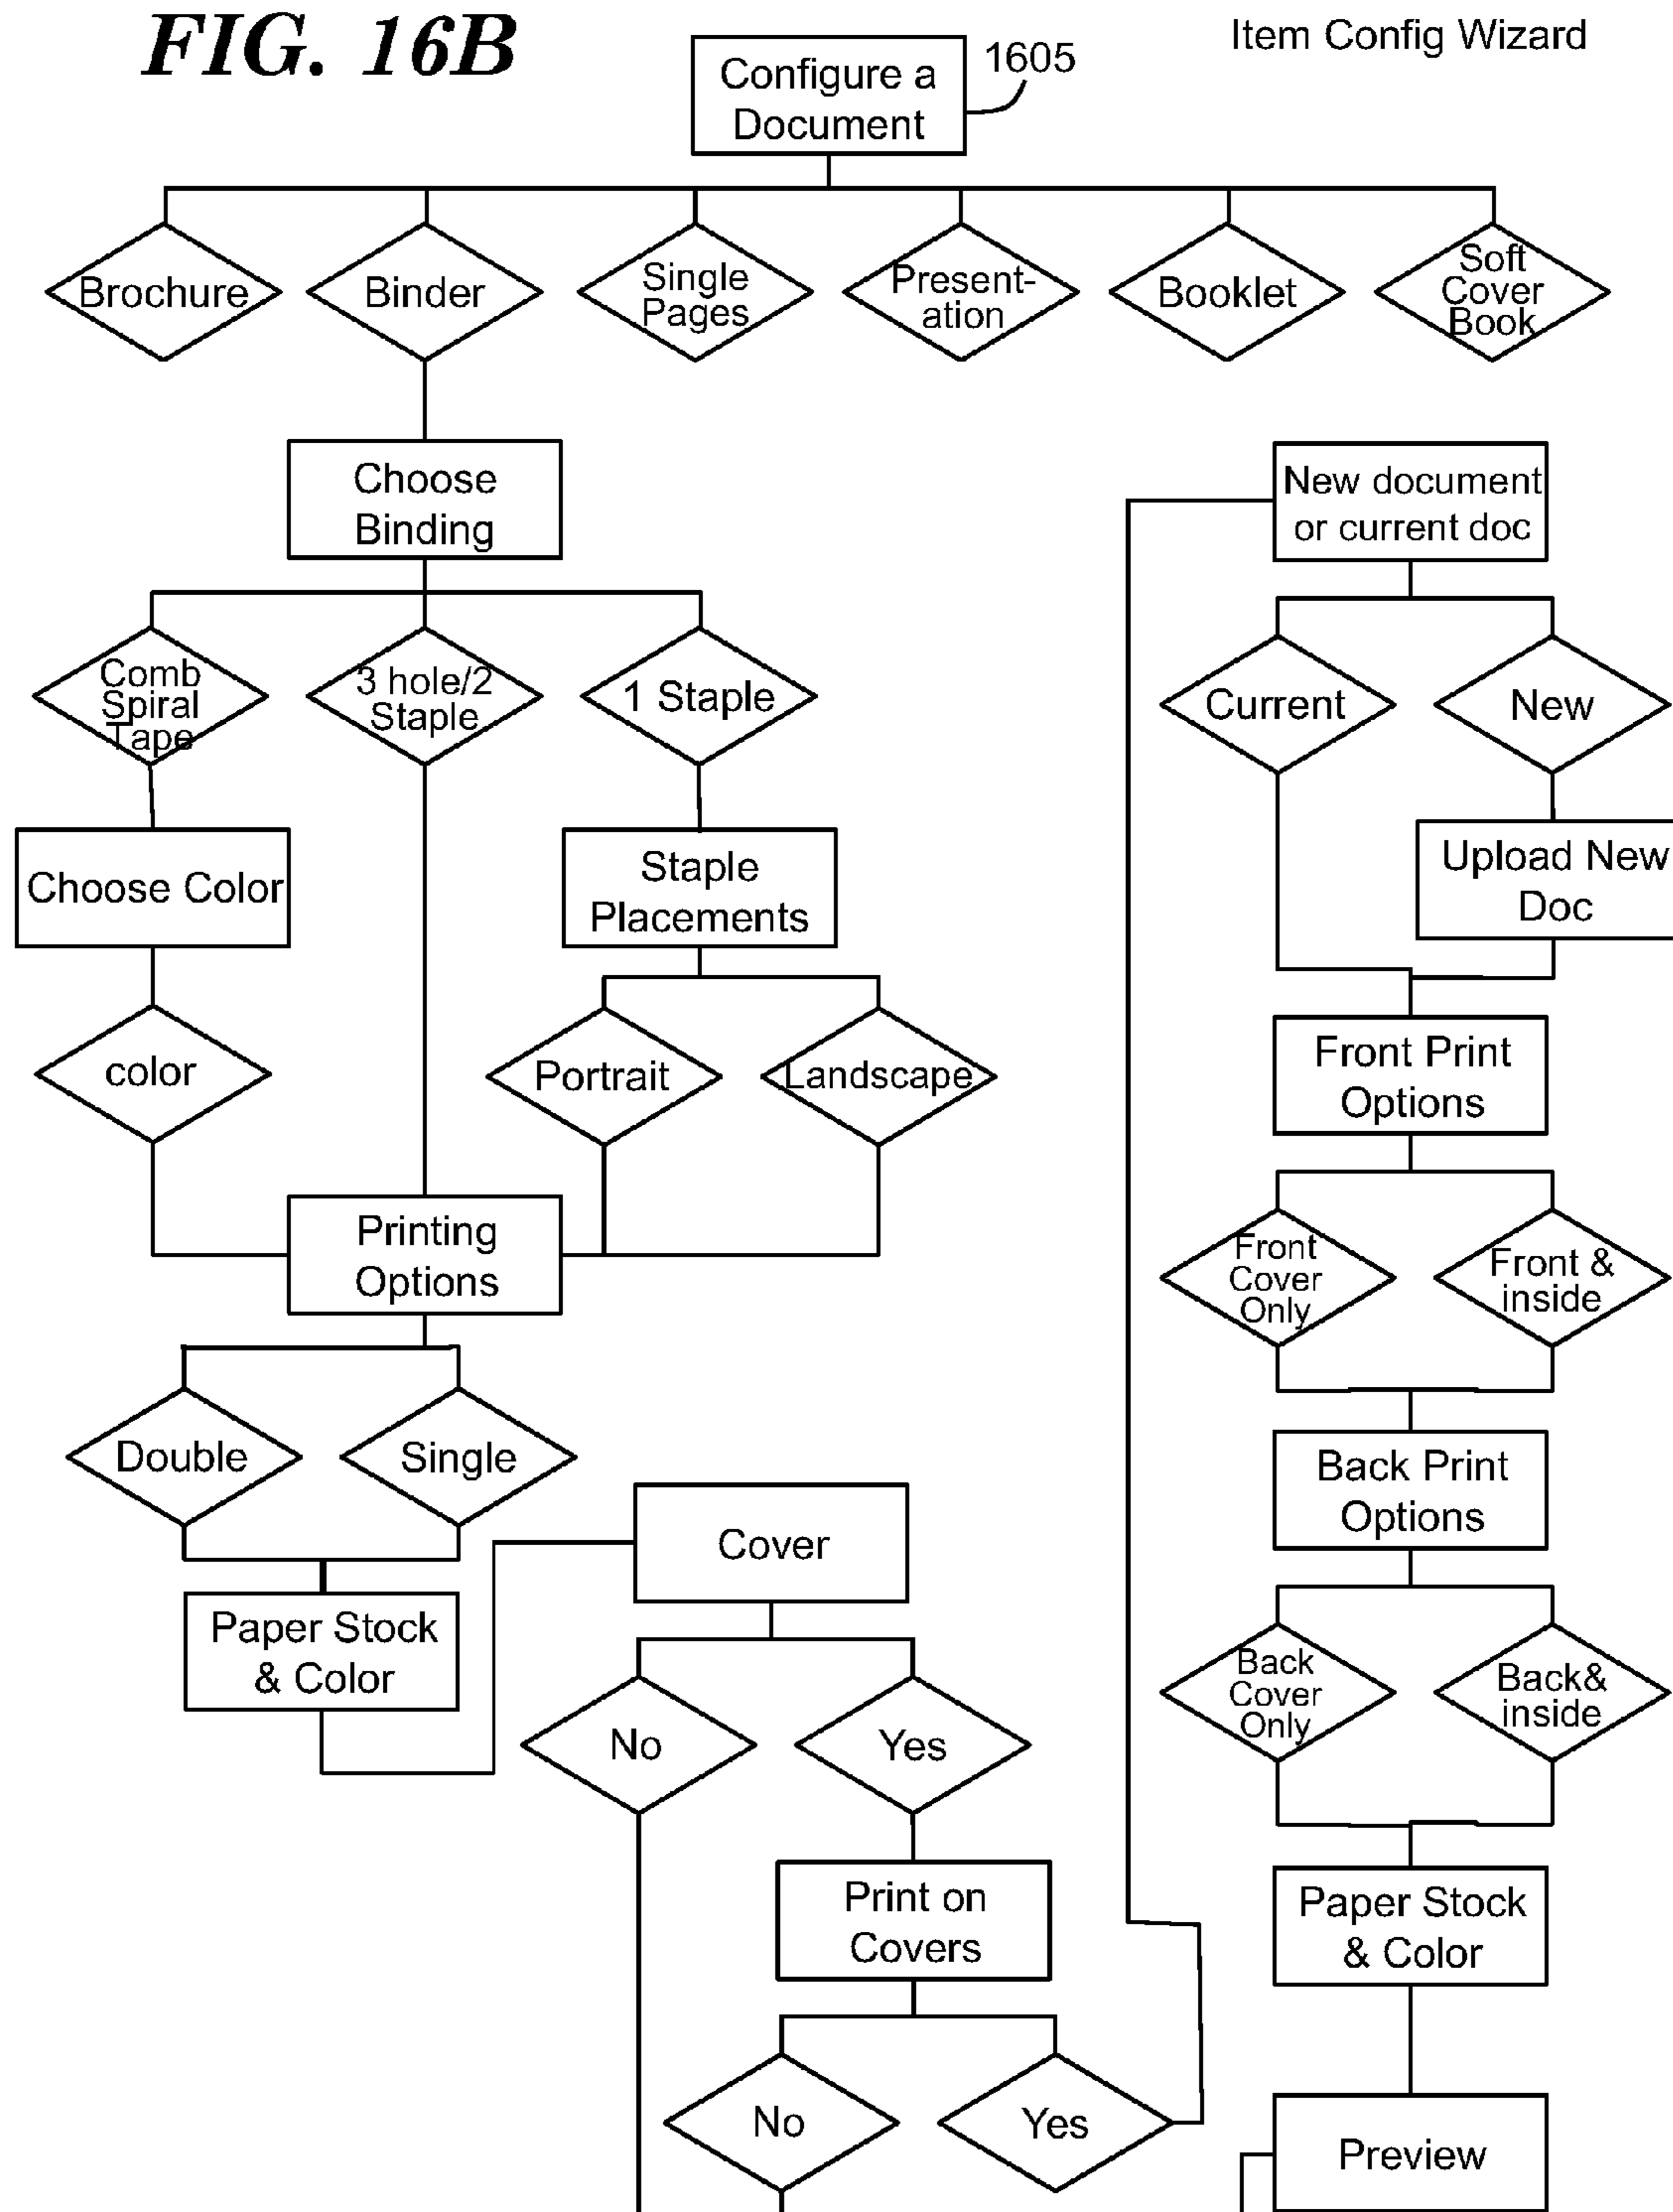 FIG. 16B
Item Config Wizard
Configure a
Document
1605
Brochure
Binder
Single
Pages
Present-
ation
Booklet
Soft
Cover
Book
Choose
Binding
New document
or current doc
Comb
Spiral
Tape
3 hole/2
Staple
1 Staple
Current
New
Choose Color
Staple
Placements
Upload New
Doc
color
Portrait
Landscape
Front Print
Options
Printing
Options
Front
Cover
Only
Front &
inside
Double
Single
Cover
Back Print
Options
Paper Stock
& Color
No
Yes
Back
Cover
Only
Back&
inside
Print on
Covers
Paper Stock
& Color
No
Yes
Preview